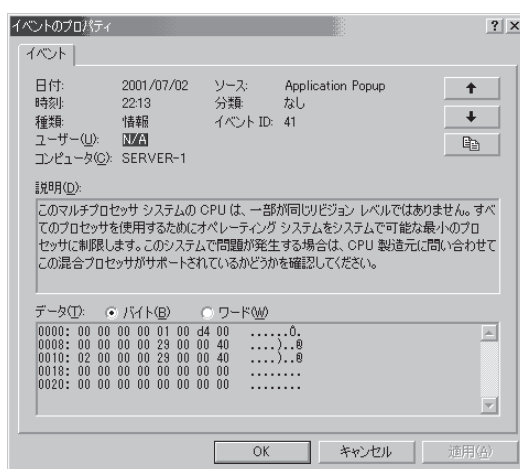 イベントのプロパティ
イベント
日付: 2001/07/02 ソース: Application Popup
時刻: 22:13 分類: なし
種類: 情報 イベント ID: 41
ユーザー(U): N/A
コンピュータ(C): SERVER-1
説明(D):
このマルチプロセッサ システムの CPU は、一部が同じリビジョン レベルではありません。すべ
てのプロセッサを使用するためにオペレーティング システムをシステムで可能な最小のプロ
セッサに制限します。このシステムで問題が発生する場合は、CPU 製造元に問い合わせて
この混合プロセッサがサポートされているかどうかを確認してください。
データ(T): バイト(B) ワード(W)
0000: 00 00 00 00 01 00 d4 00 ......Ô.
0008: 00 00 00 00 29 00 00 40 ....)..@
0010: 02 00 00 00 29 00 00 40 ....)..@
0018: 00 00 00 00 00 00 00 00 ........
0020: 00 00 00 00 00 00 00 00 ........
OK キャンセル 適用(A)